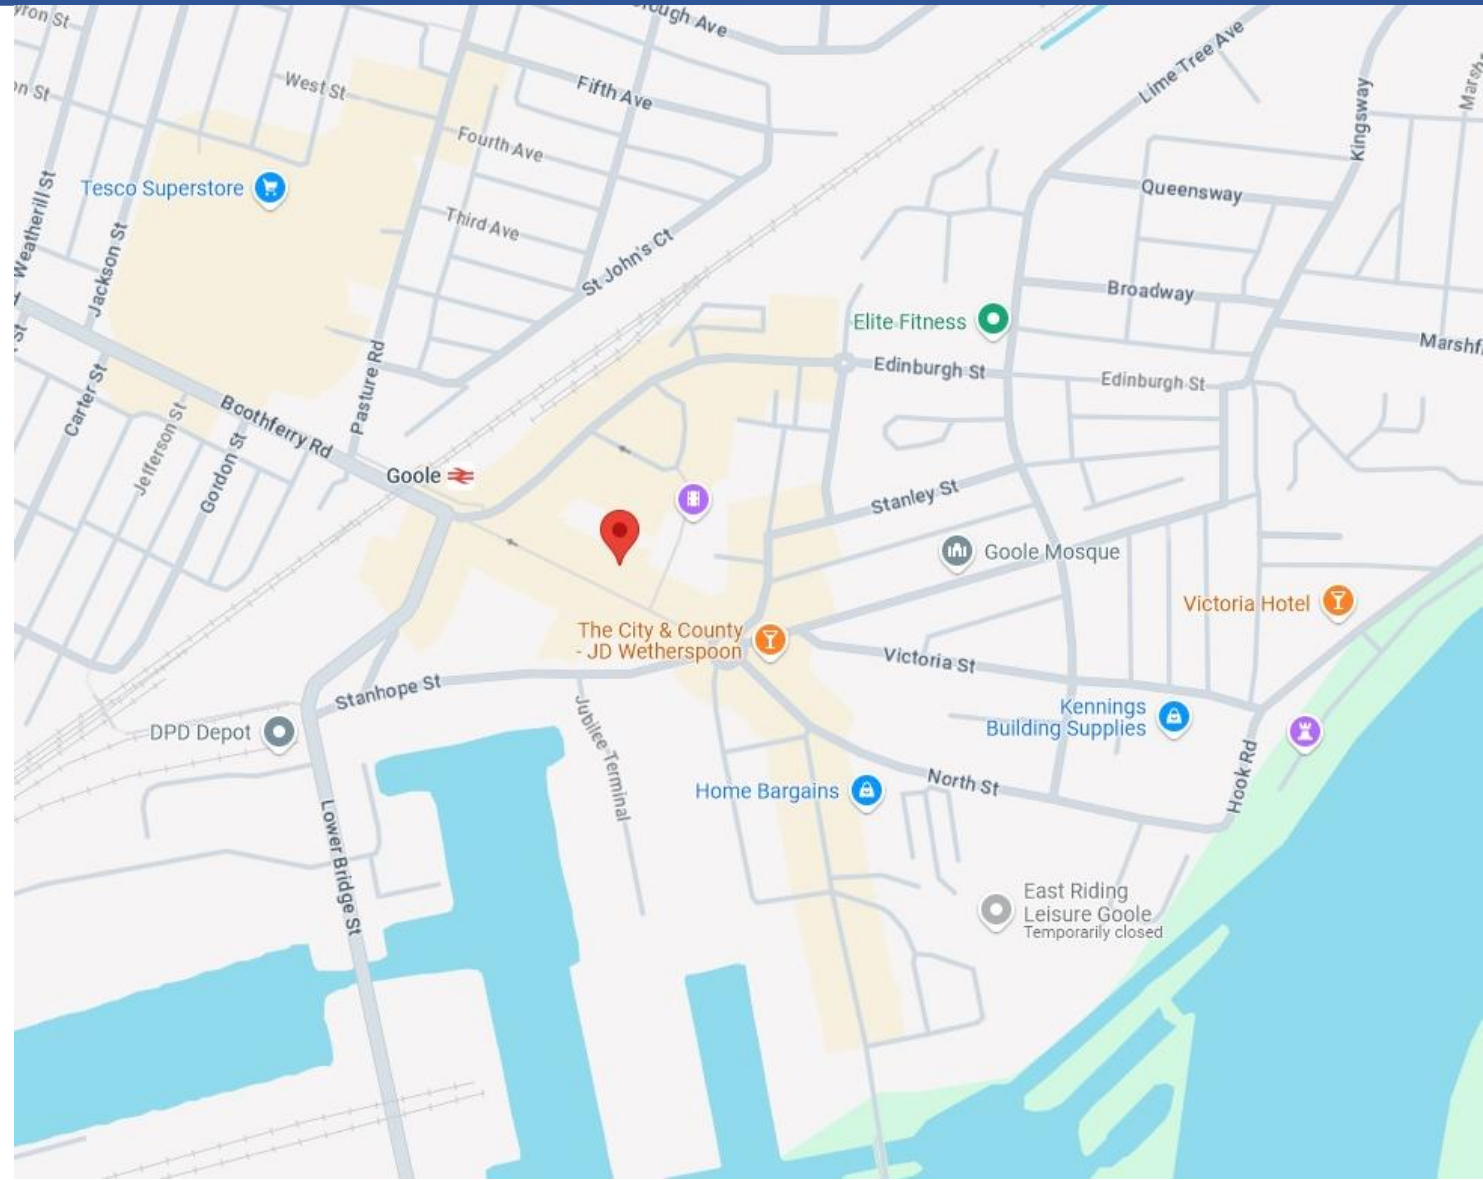 West St
Fifth Ave
Lime Tree Ave
Kingsway
Fourth Ave
Tesco Superstore
Queensway
Weatherill St
Third Ave
Jackson St
St John's Ct
Broadway
Elite Fitness
Marshf
Edinburgh St
Edinburgh St
Pasture Rd
Carter St
Boothferry Rd
Jefferson St
Gordon St
Goole
Stanley St
Goole Mosque
Victoria Hotel
The City & County
- JD Wetherspoon
Victoria St
Stanhope St
Kennings
Building Supplies
DPD Depot
Jubilee Terminal
Home Bargains
North St
Hook Rd
Lower Bridge St
East Riding
Leisure Goole
Temporarily closed